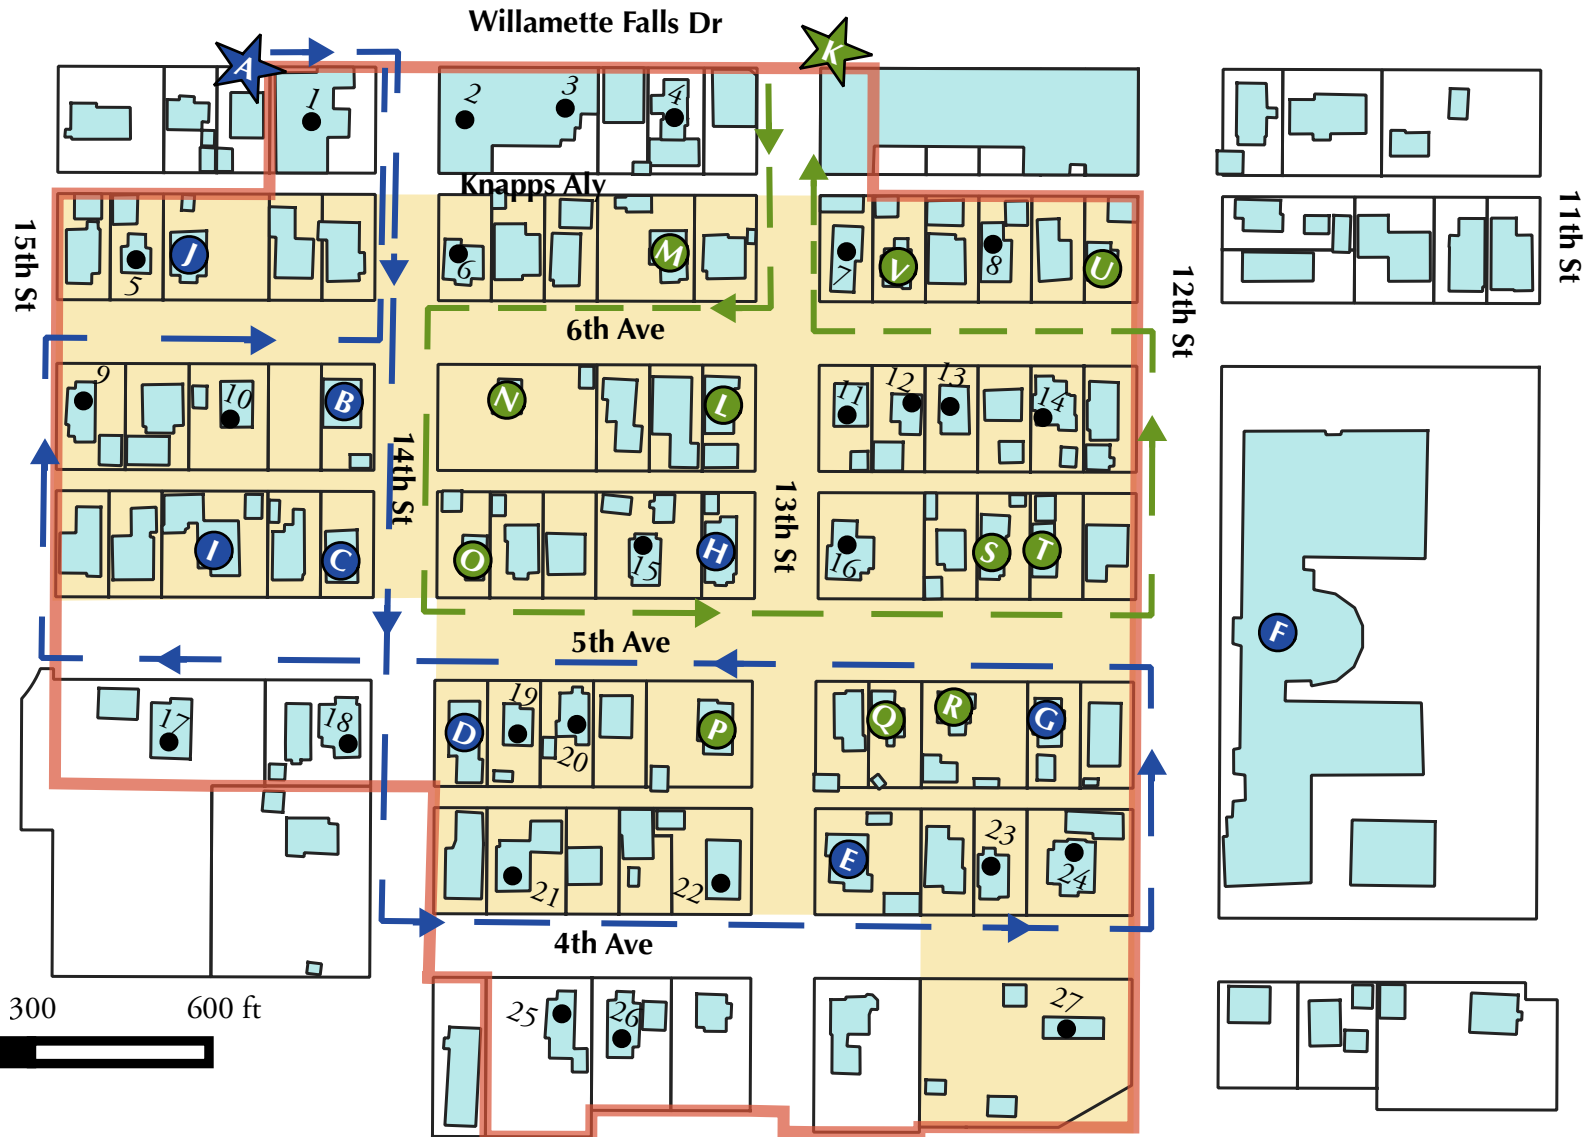 Willamette Falls Dr
A
K
1
2
3
4
Knapps Aly
15th St
11th St
5
J
6
M
7
V
8
U
12th St
6th Ave
9
10
B
N
L
11
12
13
14
14th St
13th St
I
C
O
15
H
16
S
T
F
5th Ave
17
18
D
19
20
P
Q
R
G
21
22
E
23
24
4th Ave
25
26
27
300
600 ft